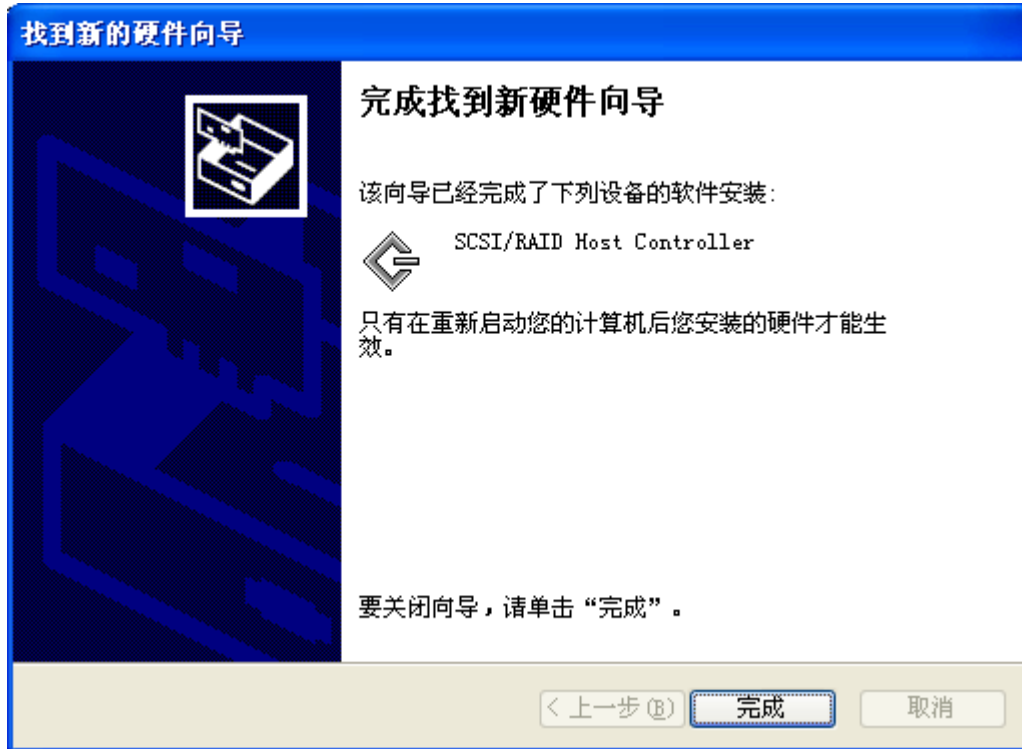 找到新的硬件向导
完成找到新硬件向导
该向导已经完成了下列设备的软件安装:
SCSI/RAID Host Controller
只有在重新启动您的计算机后您安装的硬件才能生
效。
要关闭向导，请单击“完成”。
< 上一步(B) 完成 取消